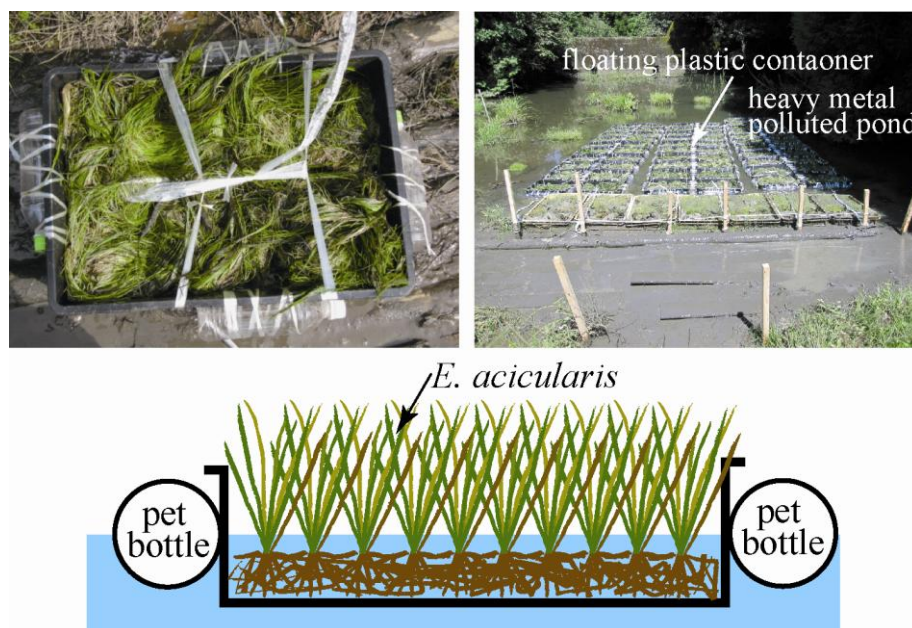 floating plastic contaoner
heavy metal
polluted pond
E. acicularis
pet
bottle
pet
bottle